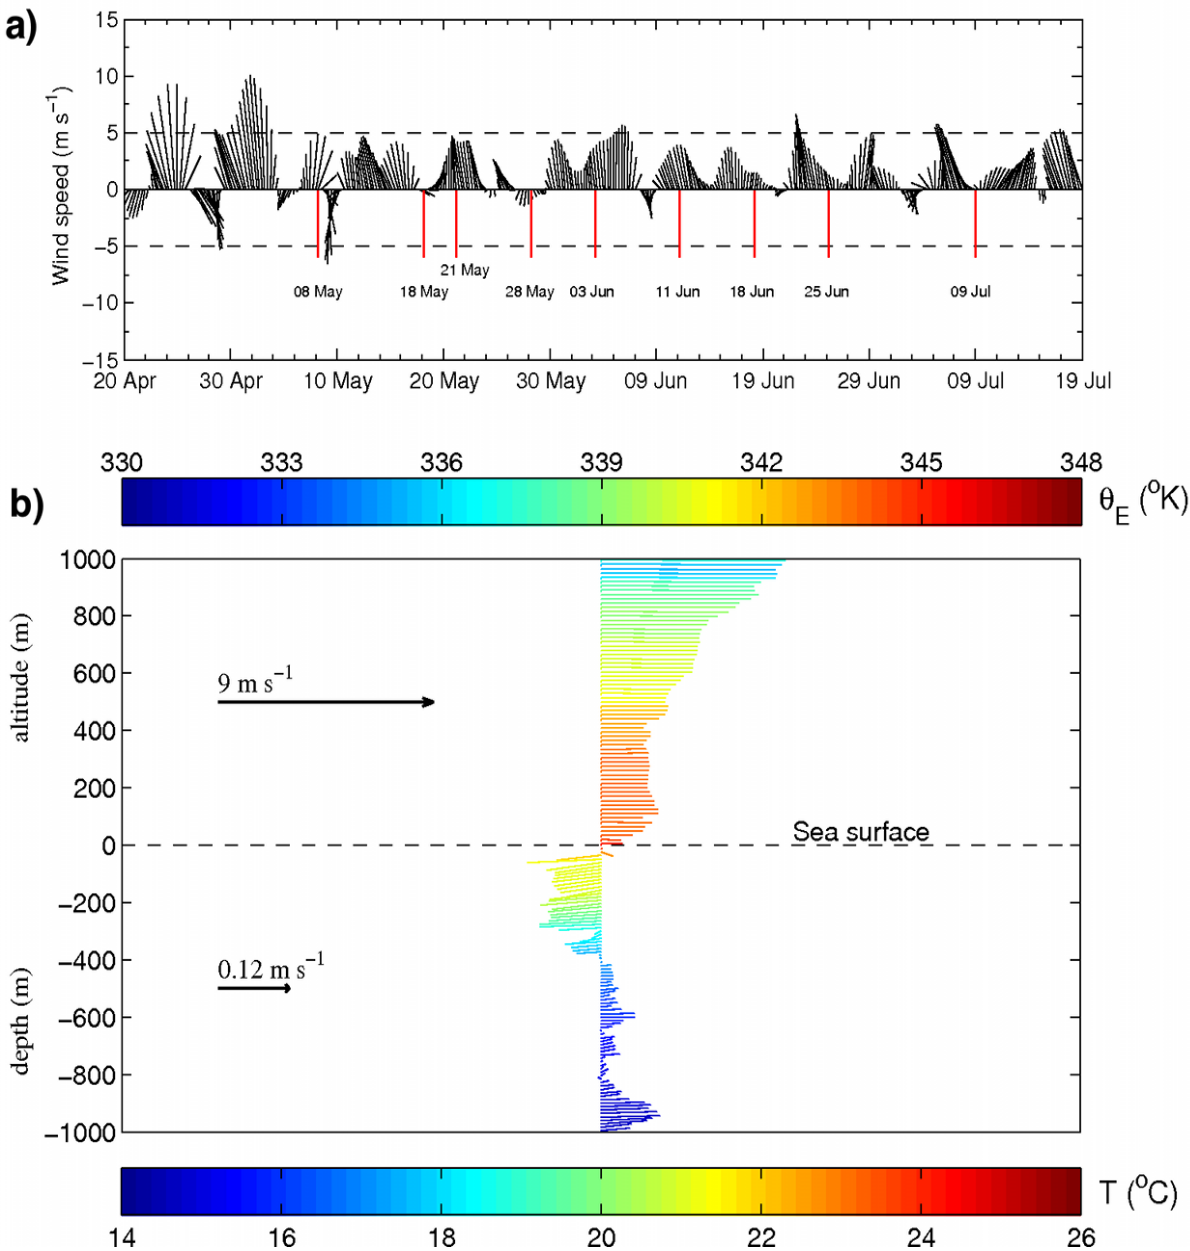 a)
Wind speed (m s⁻¹)
15
10
5
0
−5
−10
−15
21 May
08 May 18 May 28 May 03 Jun 11 Jun 18 Jun 25 Jun 09 Jul
20 Apr 30 Apr 10 May 20 May 30 May 09 Jun 19 Jun 29 Jun 09 Jul 19 Jul
330 333 336 339 342 345 348
θ_E (°K)
b)
altitude (m)
depth (m)
1000
800
600
9 m s⁻¹
400
200
Sea surface
0
−200
−400
0.12 m s⁻¹
−600
−800
−1000
T (°C)
14 16 18 20 22 24 26